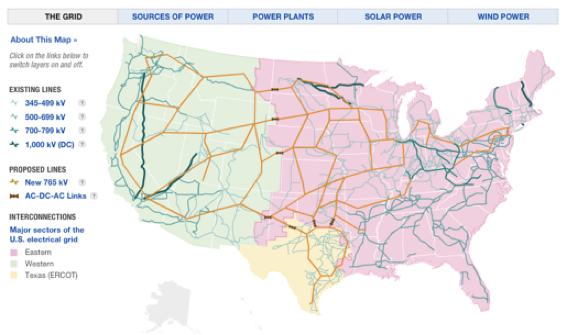 THE GRID
SOURCES OF POWER
POWER PLANTS
SOLAR POWER
WIND POWER
About This Map »
Click on the links below to
switch layers on and off.
EXISTING LINES
345-499 kV ?
500-699 kV ?
700-799 kV ?
1,000 kV (DC) ?
PROPOSED LINES
New 765 kV ?
AC-DC-AC Links ?
INTERCONNECTIONS
Major sectors of the
U.S. electrical grid
Eastern
Western
Texas (ERCOT)